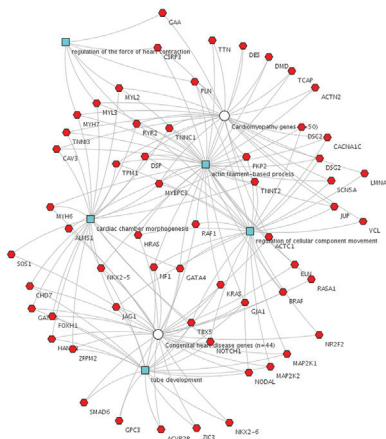 GAA
regulation of the force of heart contraction
CSRP3
TTN
DES
DMD
TCAP
ACTN2
PLN
MYL2
MYL3
MYH7
RYR2
TNNC1
Cardiomyopathy genes
DSC2
CACNA1C
TNNI3
CAV3
TPM1
DSP
actin filament-based process
PKP2
DSG2
LMNA
MYBPC3
TNNT2
SCN5A
MYH6
cardiac chamber morphogenesis
JUP
VCL
ALMS1
HRAS
RAF1
regulation of cellular component movement
ACTC1
SOS1
NKX2-5
NF1
GATA4
ELN
RASA1
CHD7
KRAS
BRAF
JAG1
GJA1
FOXH1
TBX5
Congenital heart disease genes (n=44)
NOTCH1
NR2F2
ZFPM2
MAP2K1
tube development
MAP2K2
NODAL
SMAD6
GPC3
ACVR2B
ZIC3
NKX2-6